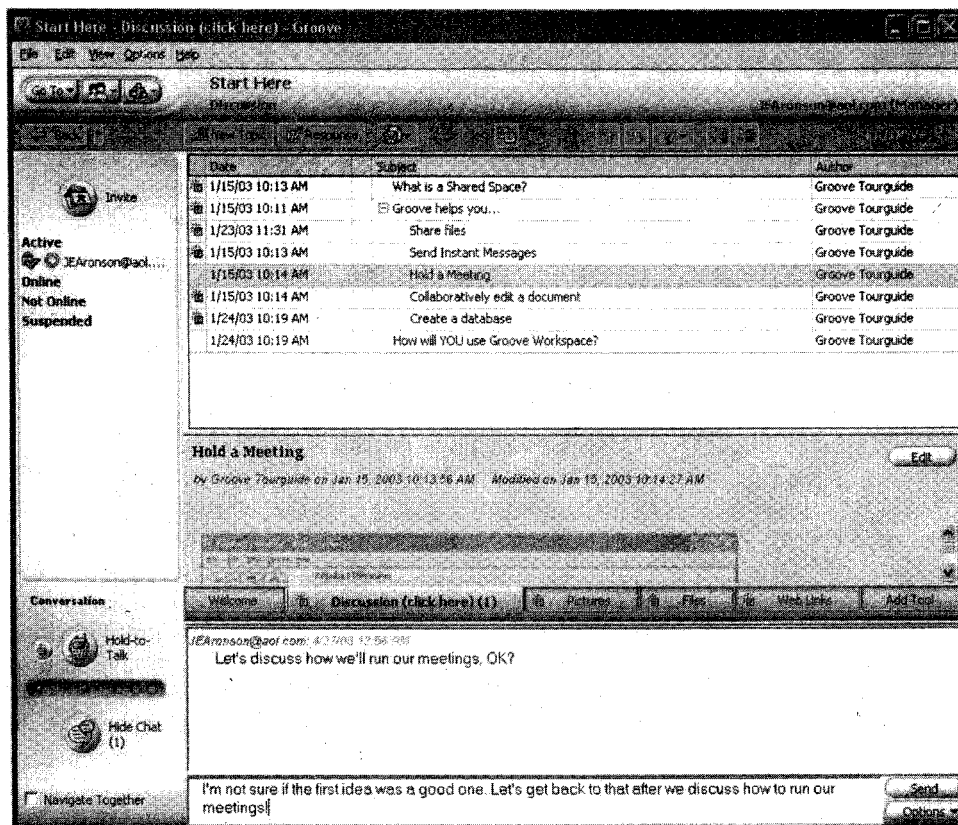 Start Here - Discussion (click here) - Groove
File Edit View Options Help
Go To
Start Here
Discussion
JEAronson@aol.com (Manager)
Back
New Topic
Response
Invite
Active
JEAronson@aol....
Online
Not Online
Suspended
Date Subject Author
1/15/03 10:13 AM What is a Shared Space? Groove Tourguide
1/15/03 10:11 AM Groove helps you... Groove Tourguide
1/23/03 11:31 AM Share files Groove Tourguide
1/15/03 10:13 AM Send Instant Messages Groove Tourguide
1/15/03 10:14 AM Hold a Meeting Groove Tourguide
1/15/03 10:14 AM Collaboratively edit a document Groove Tourguide
1/24/03 10:19 AM Create a database Groove Tourguide
1/24/03 10:19 AM How will YOU use Groove Workspace? Groove Tourguide
Hold a Meeting
Edit
by Groove Tourguide on Jan 15, 2003 10:13:56 AM Modified on Jan 15, 2003 10:14:27 AM
Welcome Discussion (click here) (1) Pictures Files Web Links Add Tool
Conversation
Hold-to-
Talk
Hide Chat
(1)
Navigate Together
JEAronson@aol.com: 4/27/03 12:56 PM
Let's discuss how we'll run our meetings, OK?
I'm not sure if the first idea was a good one. Let's get back to that after we discuss how to run our
meetings!
Send
Options